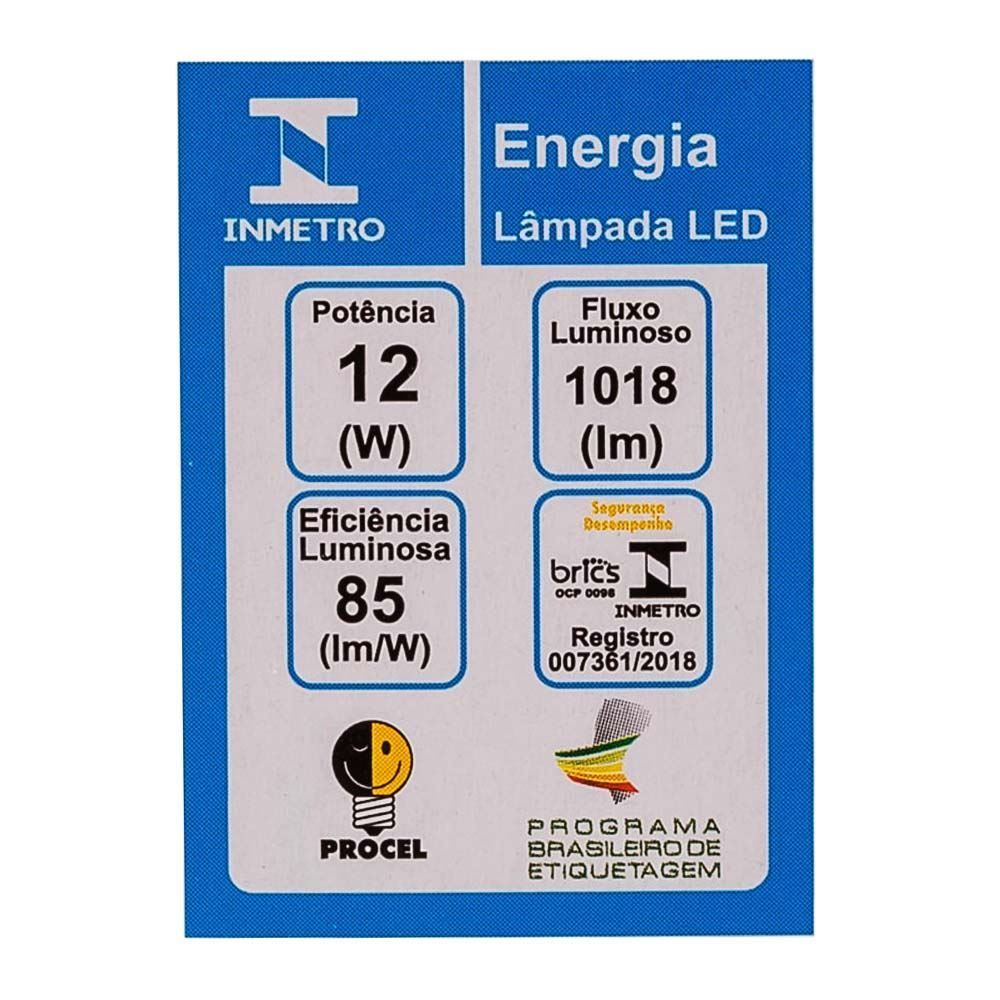 INMETRO
Energia
Lâmpada LED
Potência
12
(W)
Fluxo
Luminoso
1018
(lm)
Eficiência
Luminosa
85
(lm/W)
Segurança
Desempenho
brics
OCP 0098
INMETRO
Registro
007361/2018
PROCEL
PROGRAMA
BRASILEIRO DE
ETIQUETAGEM